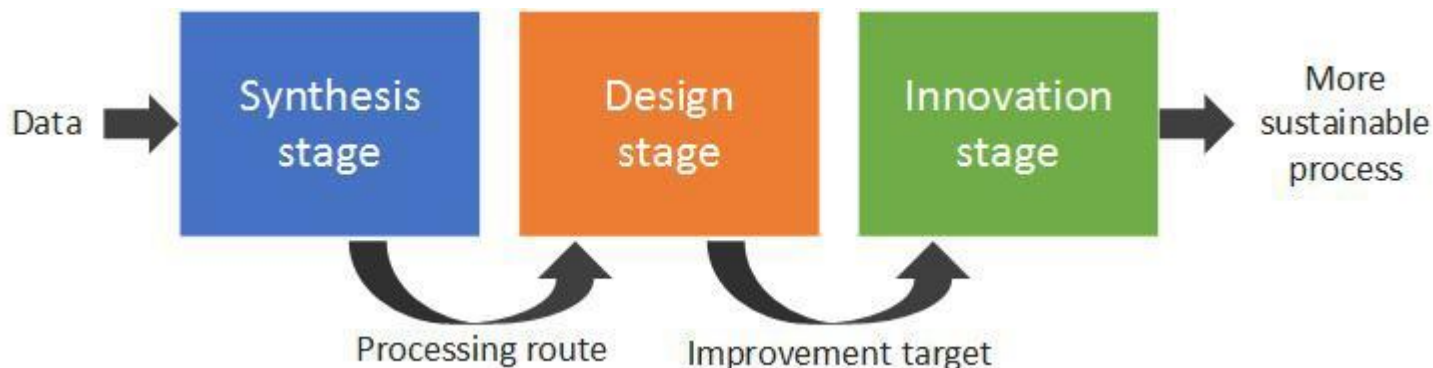 Data
Synthesis
stage
Design
stage
Innovation
stage
More
sustainable
process
Processing route
Improvement target